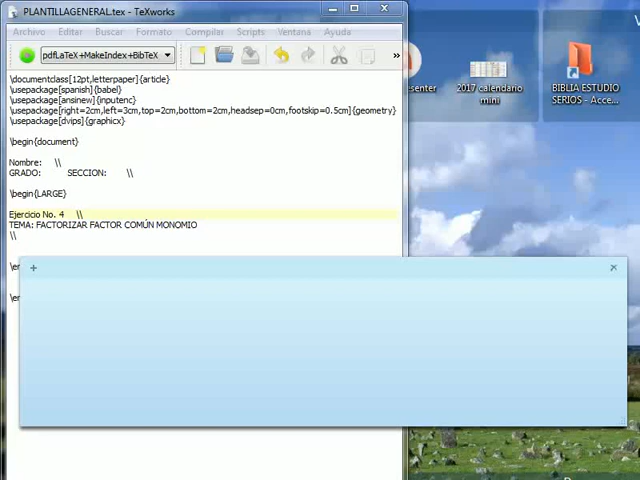 PLANTILLAGENERAL.tex - TeXworks
Archivo Editar Buscar Formato Compilar Scripts Ventana Ayuda
pdfLaTeX+MakeIndex+BibTeX
»
\documentclass[12pt,letterpaper]{article}
\usepackage[spanish]{babel}
\usepackage[ansinew]{inputenc}
\usepackage[right=2cm,left=3cm,top=2cm,bottom=2cm,headsep=0cm,footskip=0.5cm]{geometry}
\usepackage[dvips]{graphicx}
\begin{document}
Nombre: \\
GRADO: SECCION: \\
\begin{LARGE}
Ejercicio No. 4 \\
TEMA: FACTORIZAR FACTOR COMÚN MONOMIO
\\
2017 calendario
mini
BIBLIA ESTUDIO
SERIOS - Acce...